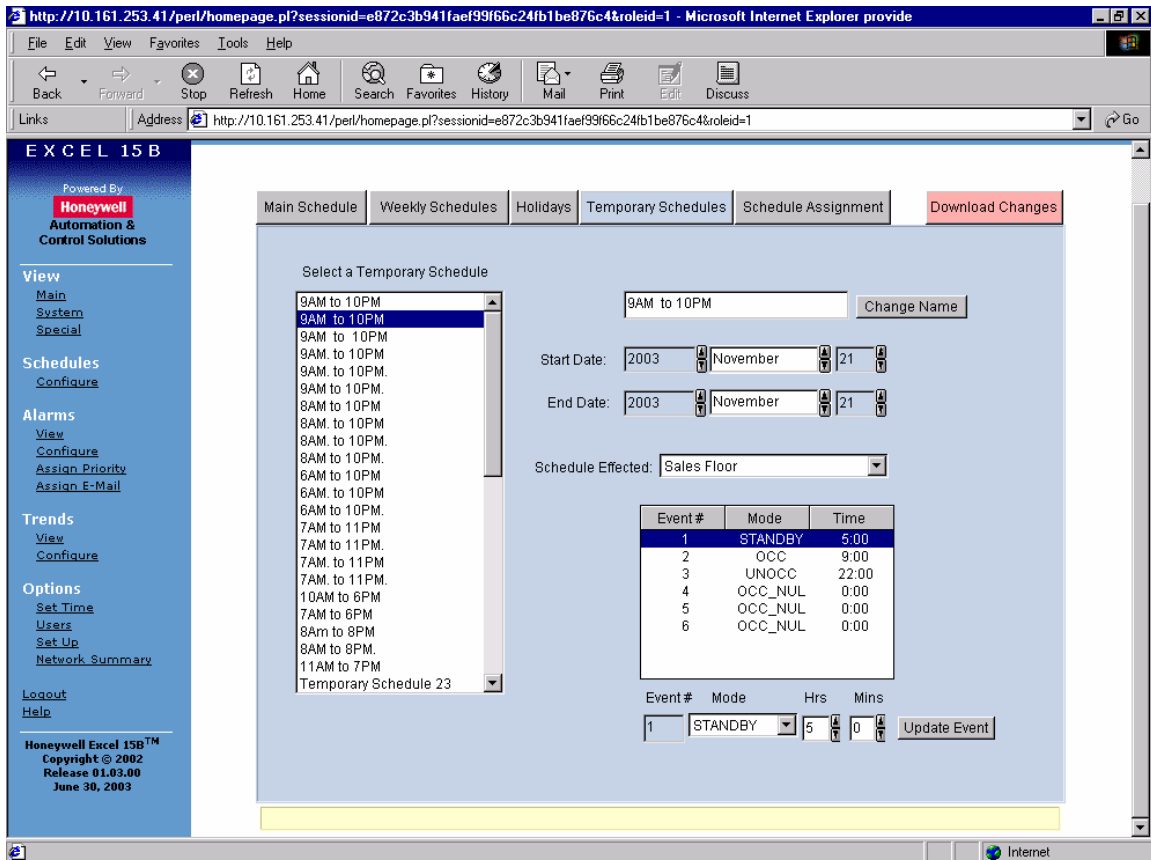 http://10.161.253.41/perl/homepage.pl?sessionid=e872c3b941faef99f66c24fb1be876c4&roleid=1 - Microsoft Internet Explorer provide
File Edit View Favorites Tools Help
Back Forward Stop Refresh Home Search Favorites History Mail Print Edit Discuss
Links Address http://10.161.253.41/perl/homepage.pl?sessionid=e872c3b941faef99f66c24fb1be876c4&roleid=1 Go
EXCEL 15B
Powered By
Honeywell
Automation &
Control Solutions
View
Main
System
Special
Schedules
Configure
Alarms
View
Configure
Assign Priority
Assign E-Mail
Trends
View
Configure
Options
Set Time
Users
Set Up
Network Summary
Logout
Help
Honeywell Excel 15B™
Copyright © 2002
Release 01.03.00
June 30, 2003
Main Schedule Weekly Schedules Holidays Temporary Schedules Schedule Assignment Download Changes
Select a Temporary Schedule
9AM to 10PM
9AM  to 10PM
9AM  to  10PM
9AM. to 10PM
9AM. to 10PM.
9AM to 10PM.
8AM to 10PM
8AM. to 10PM
8AM. to 10PM.
8AM to 10PM.
6AM to 10PM
6AM. to 10PM
6AM to 10PM.
7AM to 11PM
7AM to 11PM.
7AM. to 11PM
7AM. to 11PM.
10AM to 6PM
7AM to 6PM
8Am to 8PM
8AM to 8PM.
11AM to 7PM
Temporary Schedule 23
9AM  to 10PM Change Name
Start Date: 2003 November 21
End Date: 2003 November 21
Schedule Effected: Sales Floor
Event # Mode Time
1 STANDBY 5:00
2 OCC 9:00
3 UNOCC 22:00
4 OCC_NUL 0:00
5 OCC_NUL 0:00
6 OCC_NUL 0:00
Event # Mode Hrs Mins
1 STANDBY 5 0 Update Event
Internet